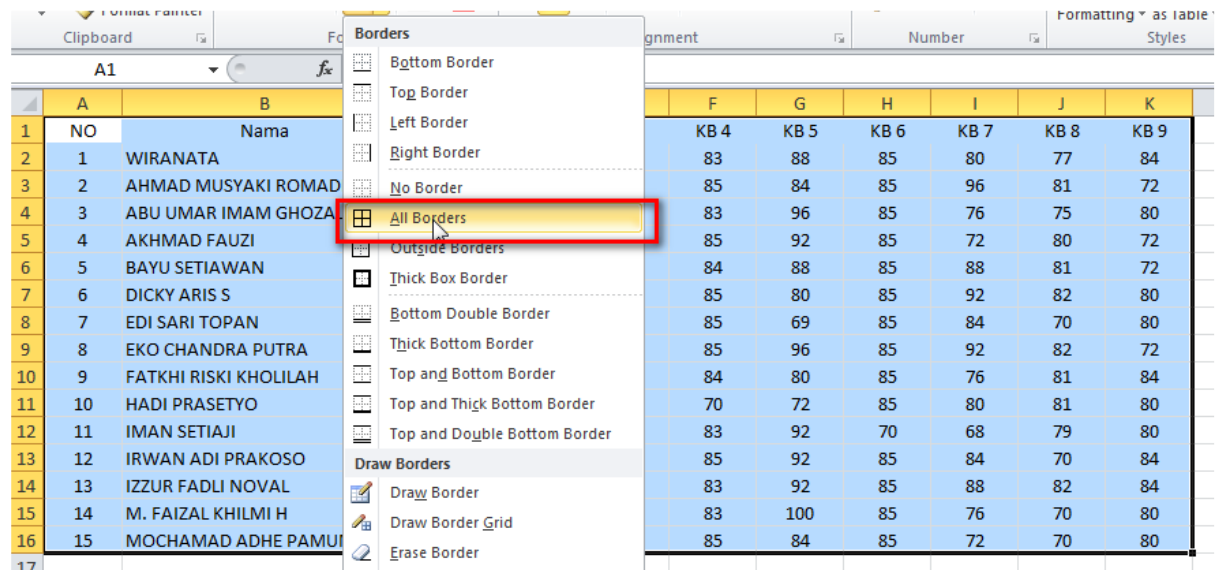 Format Painter
Formatting as Table
Clipboard Fo gnment Number Styles
A1 fx
Borders
Bottom Border
Top Border
Left Border
Right Border
No Border
All Borders
Outside Borders
Thick Box Border
Bottom Double Border
Thick Bottom Border
Top and Bottom Border
Top and Thick Bottom Border
Top and Double Bottom Border
Draw Borders
Draw Border
Draw Border Grid
Erase Border
A B F G H I J K
1 NO Nama KB 4 KB 5 KB 6 KB 7 KB 8 KB 9
2 1 WIRANATA 83 88 85 80 77 84
3 2 AHMAD MUSYAKI ROMAD 85 84 85 96 81 72
4 3 ABU UMAR IMAM GHOZAL 83 96 85 76 75 80
5 4 AKHMAD FAUZI 85 92 85 72 80 72
6 5 BAYU SETIAWAN 84 88 85 88 81 72
7 6 DICKY ARIS S 85 80 85 92 82 80
8 7 EDI SARI TOPAN 85 69 85 84 70 80
9 8 EKO CHANDRA PUTRA 85 96 85 92 82 72
10 9 FATKHI RISKI KHOLILAH 84 80 85 76 81 84
11 10 HADI PRASETYO 70 72 85 80 81 80
12 11 IMAN SETIAJI 83 92 70 68 79 80
13 12 IRWAN ADI PRAKOSO 85 92 85 84 70 84
14 13 IZZUR FADLI NOVAL 83 92 85 88 82 84
15 14 M. FAIZAL KHILMI H 83 100 85 76 70 80
16 15 MOCHAMAD ADHE PAMU 85 84 85 72 70 80
17